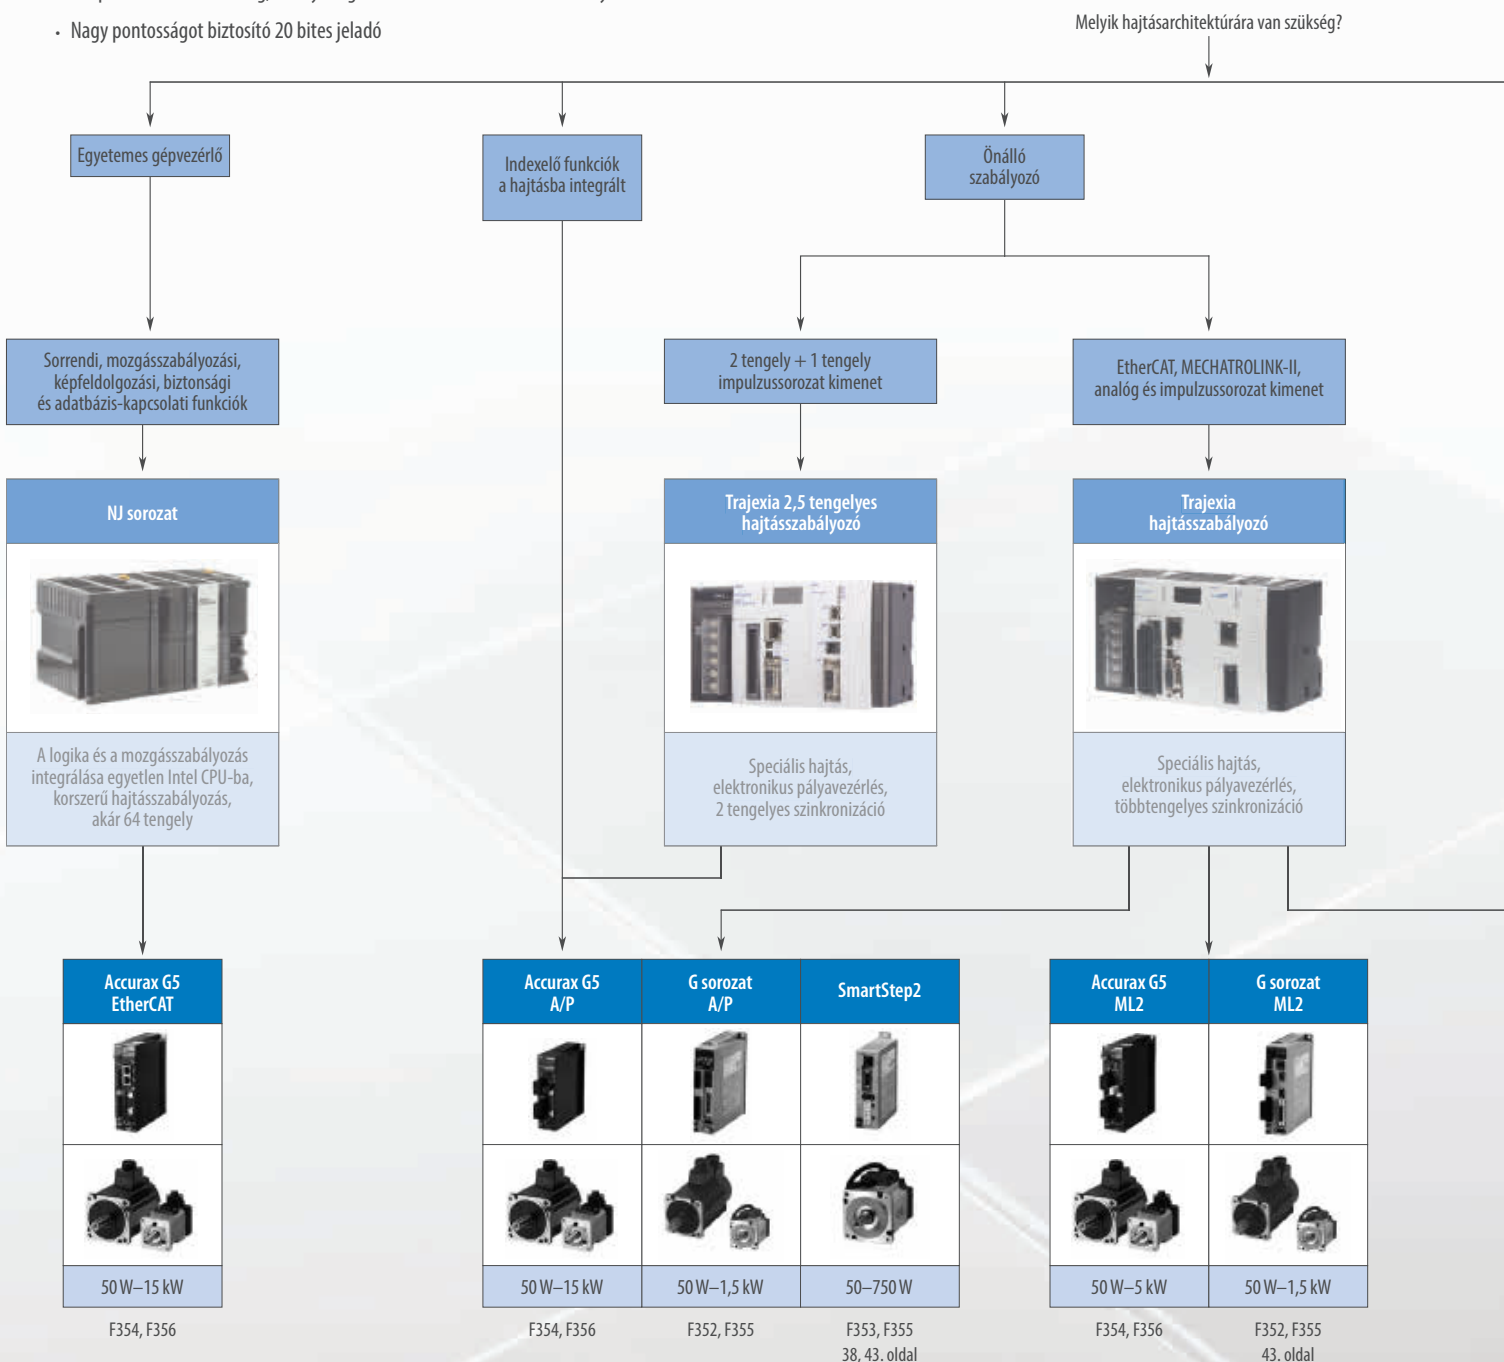 • Nagy pontosságot biztosító 20 bites jeladó
Melyik hajtásarchitektúrára van szükség?
Egyetemes gépvezérlő
Indexelő funkciók
a hajtásba integrált
Önálló
szabályozó
Sorrendi, mozgásszabályozási,
képfeldolgozási, biztonsági
és adatbázis-kapcsolati funkciók
2 tengely + 1 tengely
impulzussorozat kimenet
EtherCAT, MECHATROLINK-II,
analóg és impulzussorozat kimenet
NJ sorozat
Trajexia 2,5 tengelyes
hajtásszabályozó
Trajexia
hajtásszabályozó
A logika és a mozgásszabályozás
integrálása egyetlen Intel CPU-ba,
korszerű hajtásszabályozás,
akár 64 tengely
Speciális hajtás,
elektronikus pályavezérlés,
2 tengelyes szinkronizáció
Speciális hajtás,
elektronikus pályavezérlés,
többtengelyes szinkronizáció
Accurax G5
EtherCAT
Accurax G5
A/P
G sorozat
A/P
SmartStep2
Accurax G5
ML2
G sorozat
ML2
50 W–15 kW
50 W–15 kW
50 W–1,5 kW
50–750 W
50 W–5 kW
50 W–1,5 kW
F354, F356
F354, F356
F352, F355
F353, F355
38, 43. oldal
F354, F356
F352, F355
43. oldal